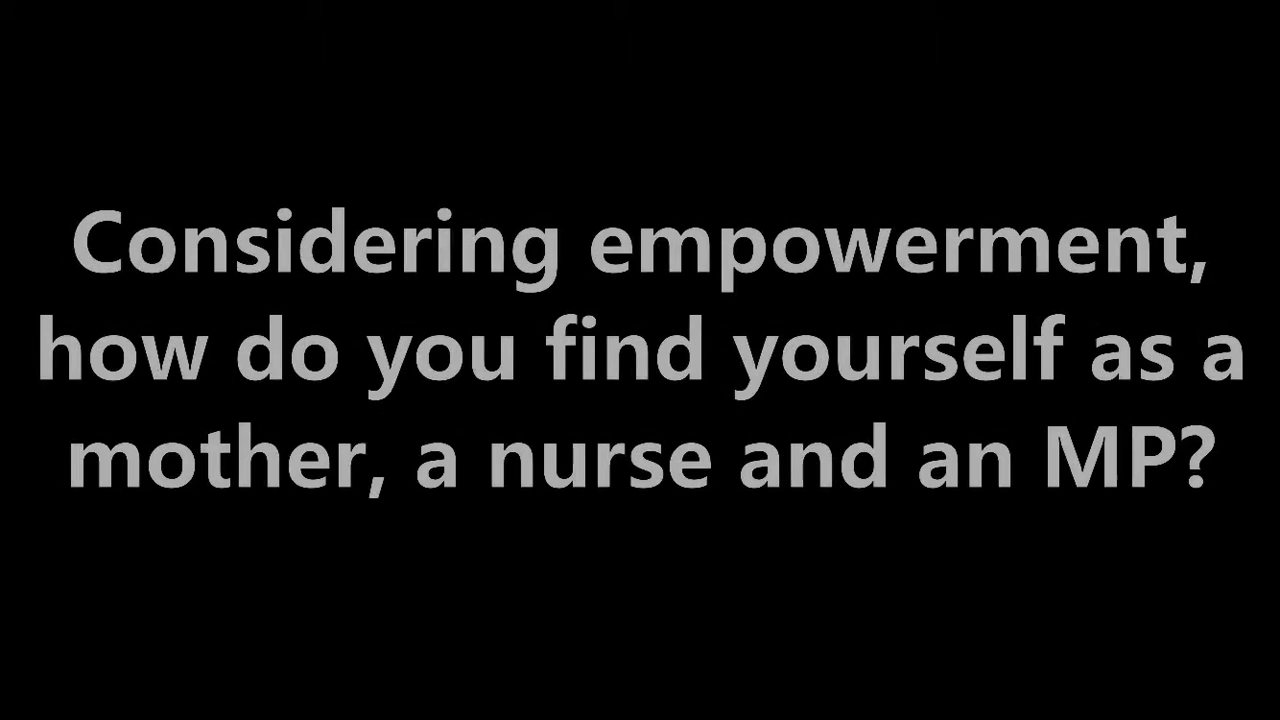 Considering empowerment,
how do you find yourself as a
mother, a nurse and an MP?